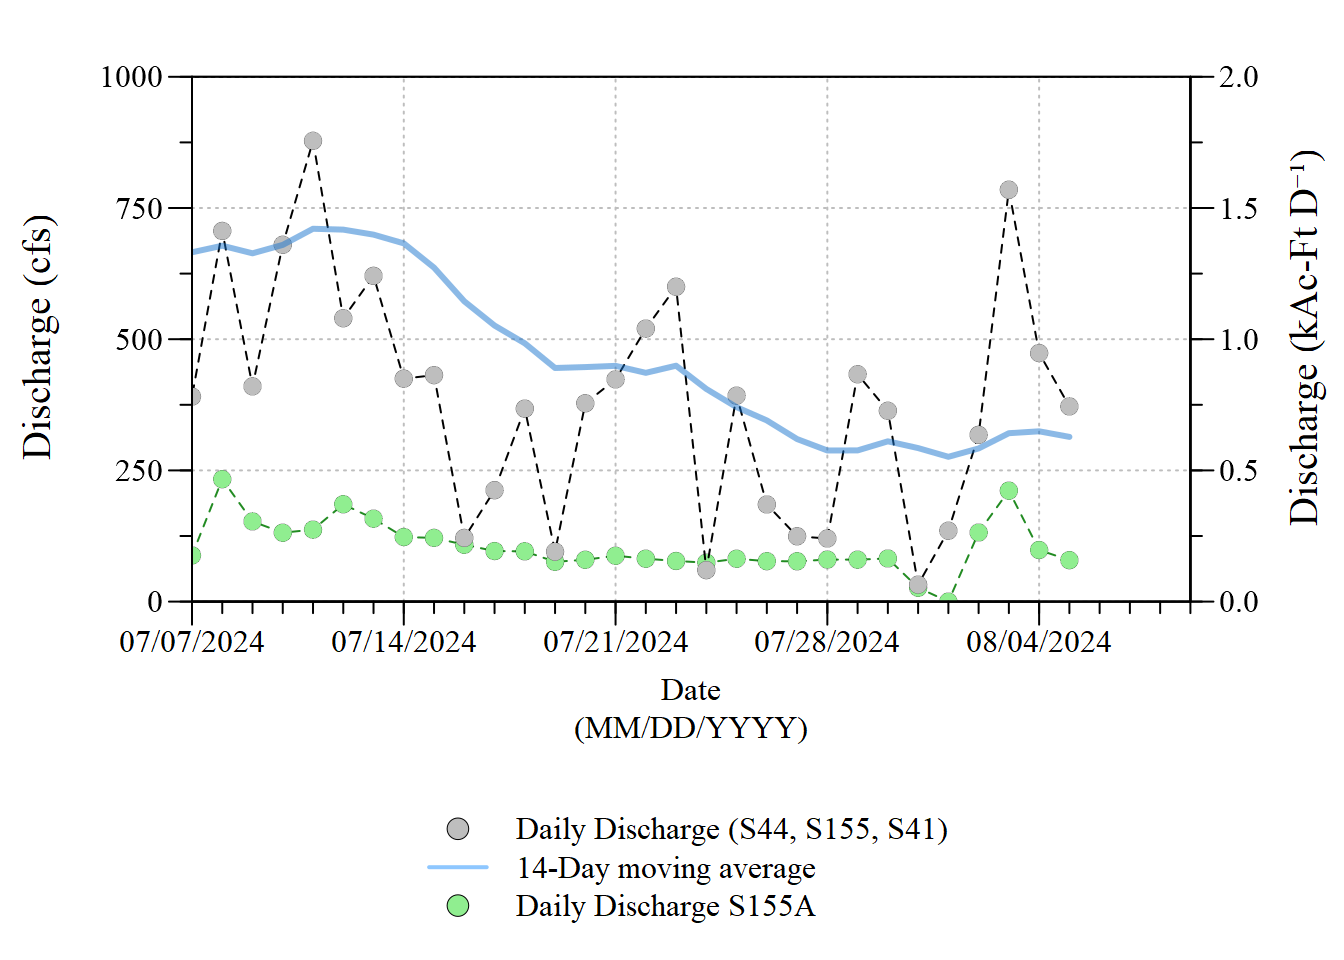 1000
750
500
250
0
Discharge (cfs)
2.0
1.5
1.0
0.5
0.0
Discharge (kAc-Ft D⁻¹)
07/07/2024 07/14/2024 07/21/2024 07/28/2024 08/04/2024
Date
(MM/DD/YYYY)
Daily Discharge (S44, S155, S41)
14-Day moving average
Daily Discharge S155A